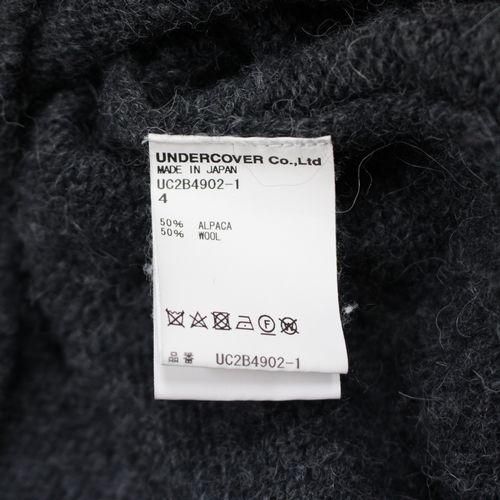 UNDERCOVER Co.,Ltd
MADE IN JAPAN
UC2B4902-1
4
50% ALPACA
50% WOOL
品番 UC2B4902-1